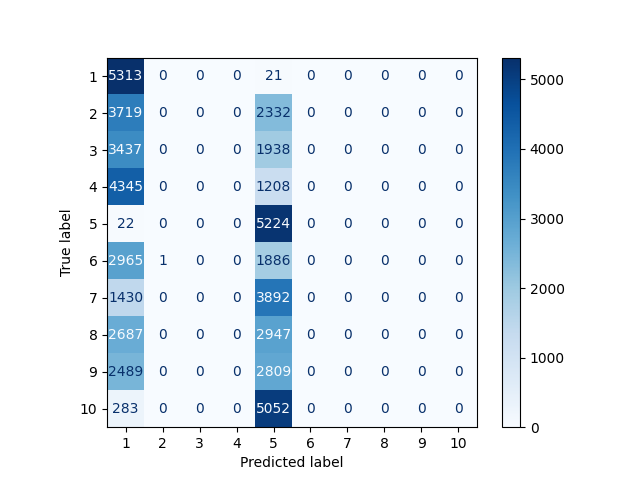 1 5313 0 0 0 21 0 0 0 0 0
2 3719 0 0 0 2332 0 0 0 0 0
3 3437 0 0 0 1938 0 0 0 0 0
4 4345 0 0 0 1208 0 0 0 0 0
5 22 0 0 0 5224 0 0 0 0 0
6 2965 1 0 0 1886 0 0 0 0 0
7 1430 0 0 0 3892 0 0 0 0 0
8 2687 0 0 0 2947 0 0 0 0 0
9 2489 0 0 0 2809 0 0 0 0 0
10 283 0 0 0 5052 0 0 0 0 0
1 2 3 4 5 6 7 8 9 10
Predicted label
True label
5000
4000
3000
2000
1000
0